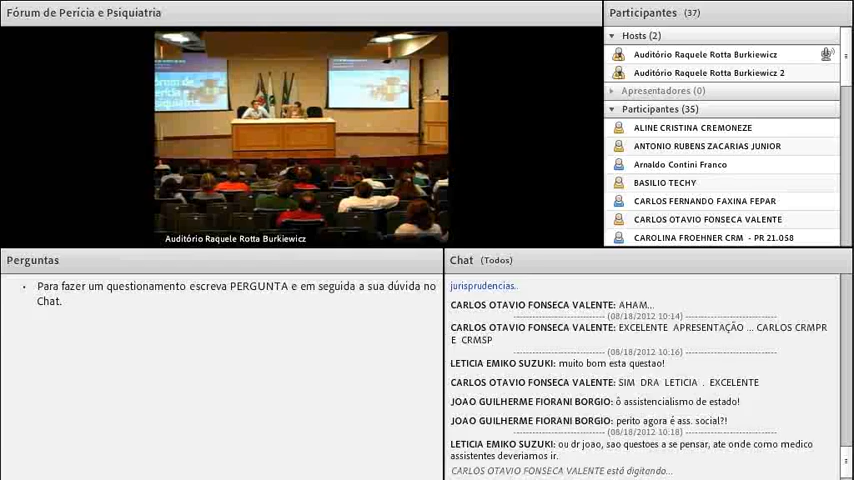 Fórum de Perícia e Psiquiatria
Auditório Raquele Rotta Burkiewicz
Participantes (37)
Hosts (2)
Auditório Raquele Rotta Burkiewicz
Auditório Raquele Rotta Burkiewicz 2
Apresentadores (0)
Participantes (35)
ALINE CRISTINA CREMONEZE
ANTONIO RUBENS ZACARIAS JUNIOR
Arnaldo Contini Franco
BASILIO TECHY
CARLOS FERNANDO FAXINA FEPAR
CARLOS OTAVIO FONSECA VALENTE
CAROLINA FROEHNER CRM - PR 21.058
Perguntas
• Para fazer um questionamento escreva PERGUNTA e em seguida a sua dúvida no
Chat.
Chat (Todos)
jurisprudencias..
CARLOS OTAVIO FONSECA VALENTE: AHAM...
(08/18/2012 10:14)
CARLOS OTAVIO FONSECA VALENTE: EXCELENTE APRESENTAÇÃO ... CARLOS CRMPR
E CRMSP
(08/18/2012 10:16)
LETICIA EMIKO SUZUKI: muito bom esta questao!
CARLOS OTAVIO FONSECA VALENTE: SIM DRA LETICIA . EXCELENTE
JOAO GUILHERME FIORANI BORGIO: ô assistencialismo de estado!
JOAO GUILHERME FIORANI BORGIO: perito agora é ass. social?!
(08/18/2012 10:18)
LETICIA EMIKO SUZUKI: ou dr joao, sao questoes a se pensar, ate onde como medico
assistentes deveriamos ir.
CARLOS OTAVIO FONSECA VALENTE está digitando...